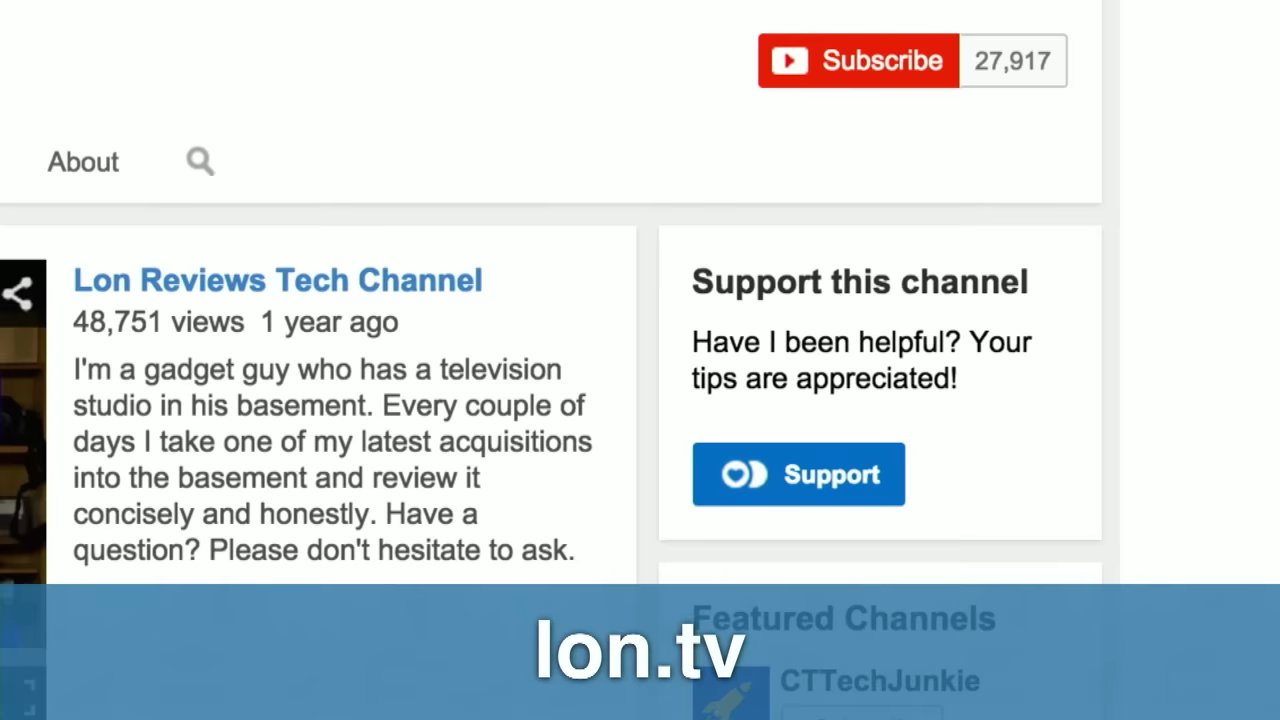 Subscribe 27,917
About
Lon Reviews Tech Channel
48,751 views 1 year ago
I'm a gadget guy who has a television
studio in his basement. Every couple of
days I take one of my latest acquisitions
into the basement and review it
concisely and honestly. Have a
question? Please don't hesitate to ask.
Support this channel
Have I been helpful? Your
tips are appreciated!
Support
Featured Channels
CTTechJunkie
lon.tv